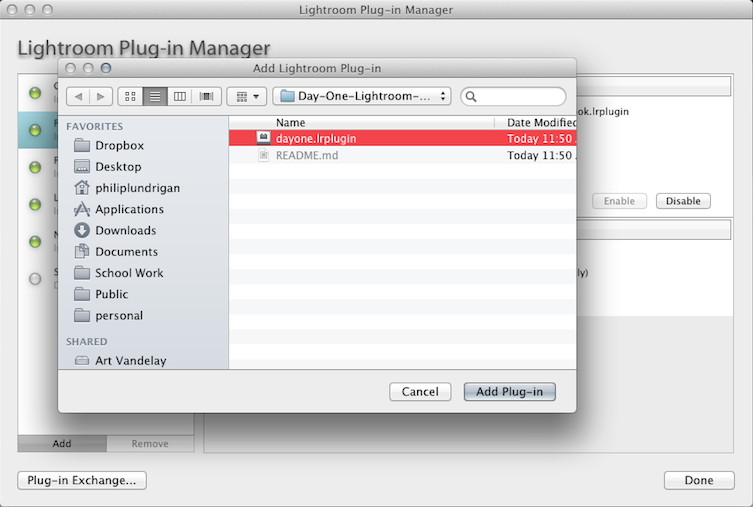 Lightroom Plug-in Manager
Lightroom Plug-in Manager
Add Lightroom Plug-in
Day-One-Lightroom-...
FAVORITES
Dropbox
Desktop
philiplundrigan
Applications
Downloads
Documents
School Work
Public
personal
SHARED
Art Vandelay
Name
Date Modified
dayone.lrplugin
Today 11:50
README.md
Today 11:50
ok.lrplugin
Enable
Disable
ly)
Cancel
Add Plug-in
Add
Remove
Plug-in Exchange...
Done